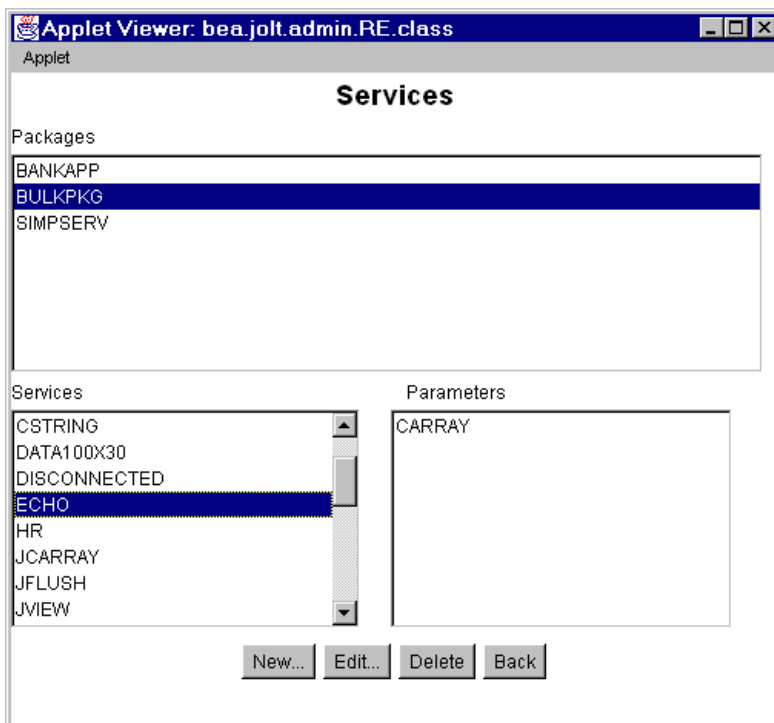 Applet Viewer: bea.jolt.admin.RE.class
Applet
Services
Packages
BANKAPP
BULKPKG
SIMPSERV
Services
Parameters
CSTRING
DATA100X30
DISCONNECTED
ECHO
HR
JCARRAY
JFLUSH
JVIEW
CARRAY
New... Edit... Delete Back